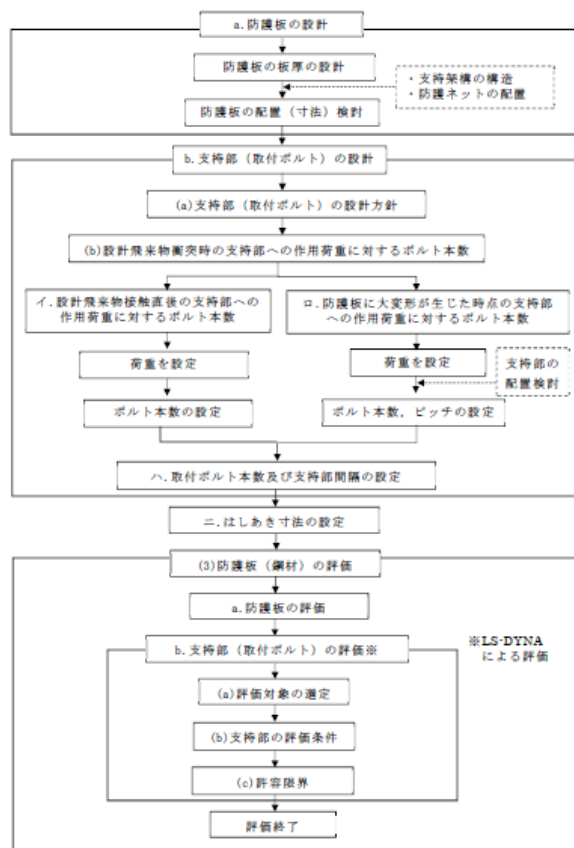 a.防護板の設計
防護板の板厚の設計
・支持架構の構造
・防護ネットの配置
防護板の配置（寸法）検討
b.支持部（取付ボルト）の設計
(a)支持部（取付ボルト）の設計方針
(b)設計飛来物衝突時の支持部への作用荷重に対するボルト本数
イ.設計飛来物接触直後の支持部への
作用荷重に対するボルト本数
ロ.防護板に大変形が生じた時点の支持部
への作用荷重に対するボルト本数
荷重を設定
荷重を設定
支持部の
配置検討
ボルト本数の設定
ボルト本数，ピッチの設定
ハ.取付ボルト本数及び支持部間隔の設定
ニ.はしあき寸法の設定
(3)防護板（鋼材）の評価
a.防護板の評価
※LS-DYNA
による評価
b.支持部（取付ボルト）の評価※
(a)評価対象の選定
(b)支持部の評価条件
(c)許容限界
評価終了